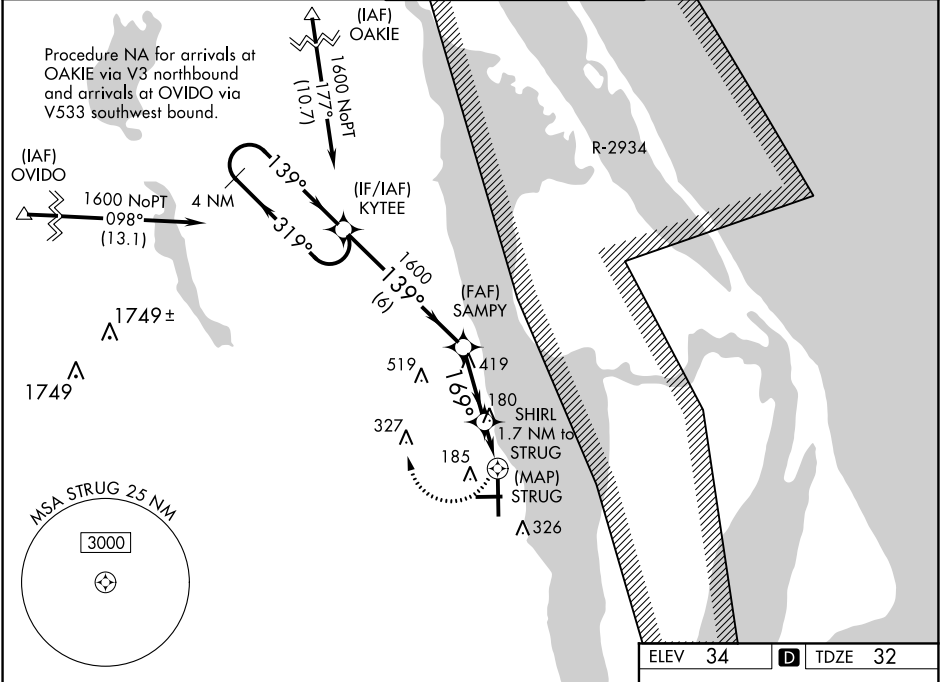 Procedure NA for arrivals at
OAKIE via V3 northbound
and arrivals at OVIDO via
V533 southwest bound.
(IAF)
OAKIE
1600 NoPT
177°
(10.7)
R-2934
(IAF)
OVIDO
1600 NoPT
098°
(13.1)
4 NM
139°
319°
(IF/IAF)
KYTEE
1600
139°
(6)
(FAF)
SAMPY
1749 ±
1749
519
419
169°
180
SHIRL
1.7 NM to
STRUG
327
185
(MAP)
STRUG
326
MSA STRUG 25 NM
3000
ELEV 34
D
TDZE 32